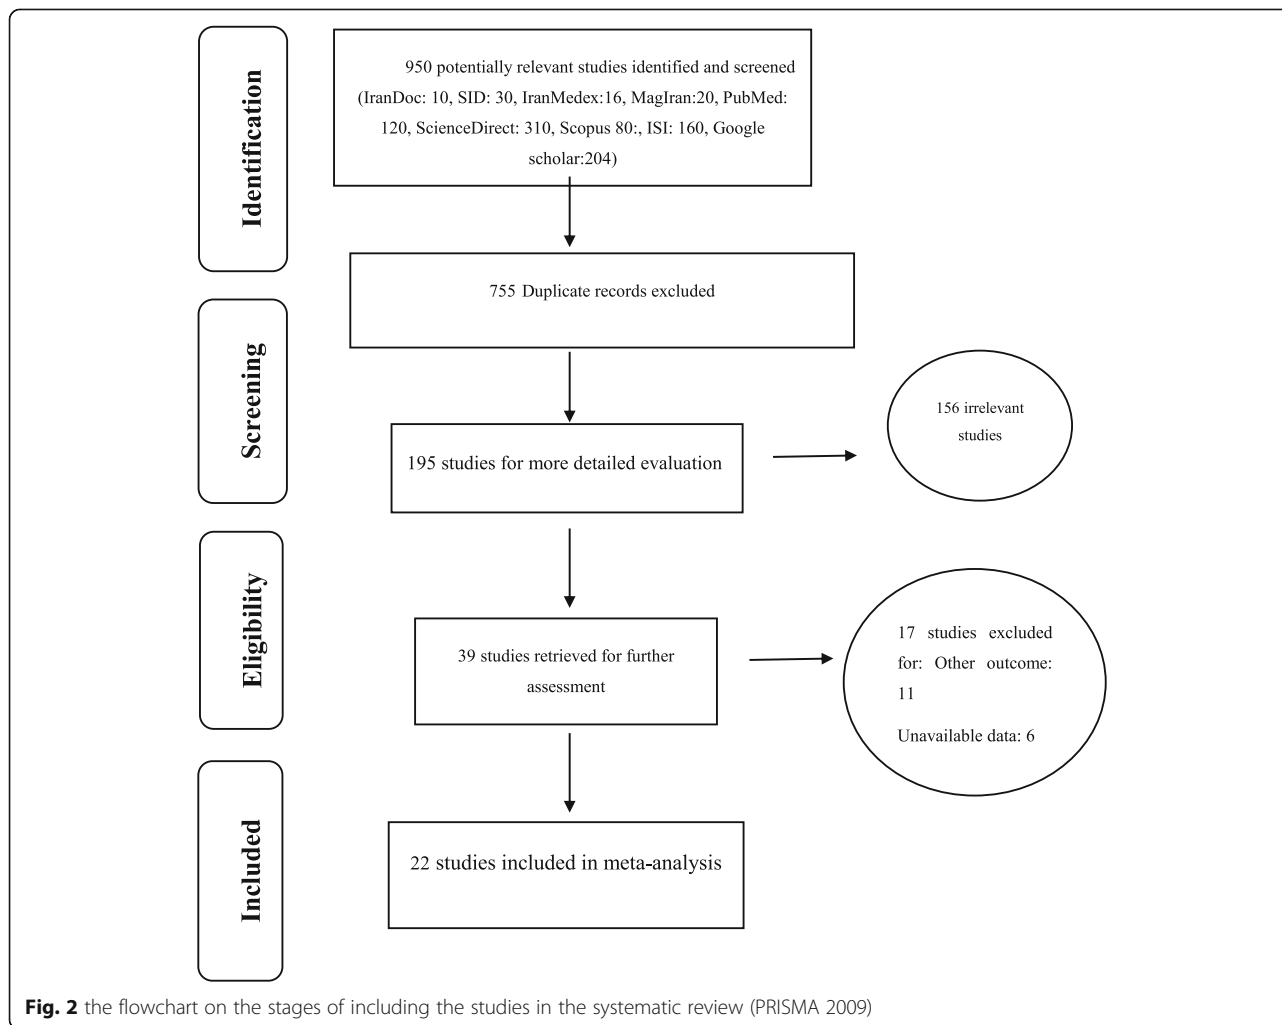 Identification
950 potentially relevant studies identified and screened
(IranDoc: 10, SID: 30, IranMedex:16, MagIran:20, PubMed:
120, ScienceDirect: 310, Scopus 80:, ISI: 160, Google
scholar:204)
755 Duplicate records excluded
Screening
195 studies for more detailed evaluation
156 irrelevant
studies
Eligibility
39 studies retrieved for further
assessment
17 studies excluded
for: Other outcome:
11
Unavailable data: 6
Included
22 studies included in meta-analysis
Fig. 2 the flowchart on the stages of including the studies in the systematic review (PRISMA 2009)